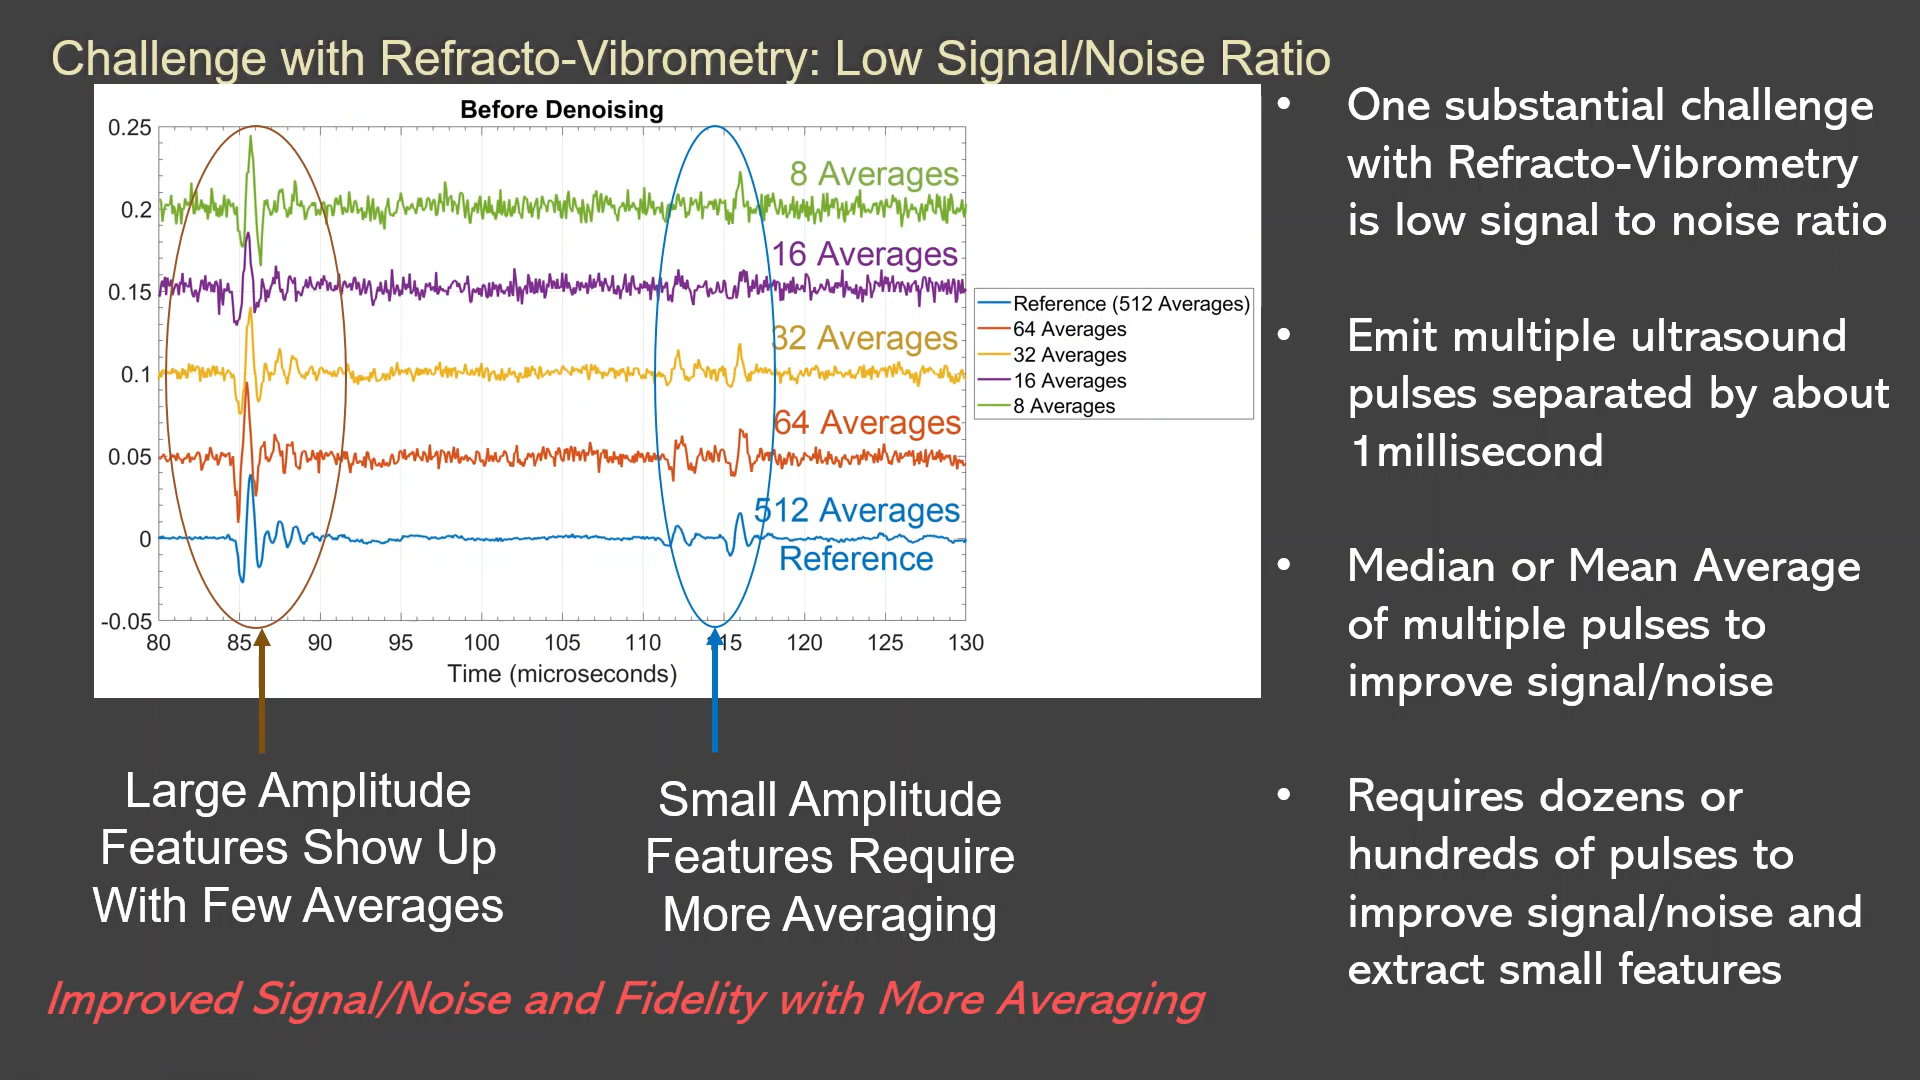 Challenge with Refracto-Vibrometry: Low Signal/Noise Ratio
Before Denoising
0.25
0.2
0.15
0.1
0.05
0
-0.05
80
85
90
95
100
105
110
115
120
125
130
Time (microseconds)
8 Averages
16 Averages
32 Averages
64 Averages
512 Averages
Reference
Reference (512 Averages)
64 Averages
32 Averages
16 Averages
8 Averages
Large Amplitude
Features Show Up
With Few Averages
Small Amplitude
Features Require
More Averaging
Improved Signal/Noise and Fidelity with More Averaging
• One substantial challenge
with Refracto-Vibrometry
is low signal to noise ratio
• Emit multiple ultrasound
pulses separated by about
1millisecond
• Median or Mean Average
of multiple pulses to
improve signal/noise
• Requires dozens or
hundreds of pulses to
improve signal/noise and
extract small features